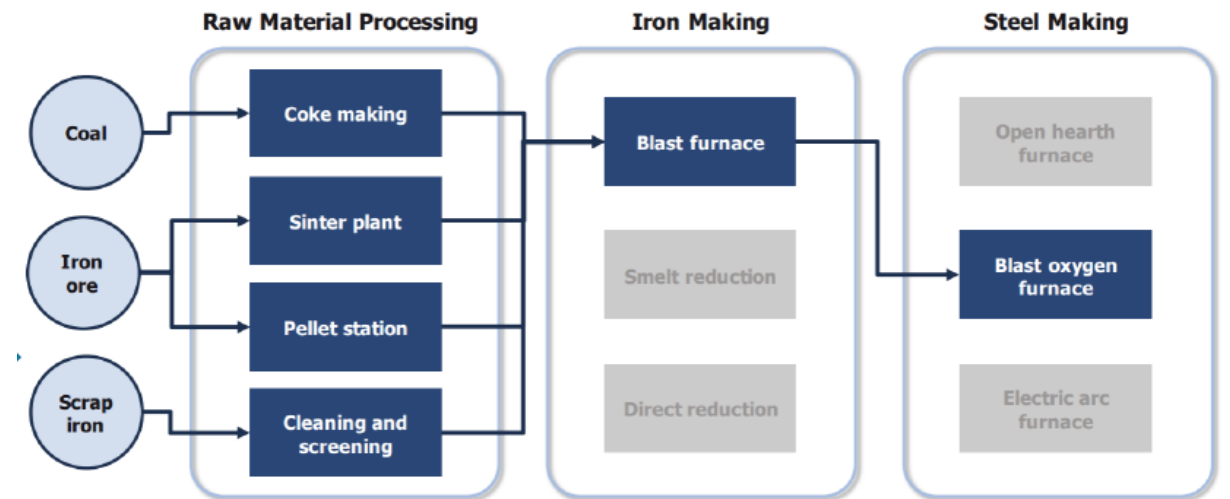 Raw Material Processing
Iron Making
Steel Making
Coal
Iron
ore
Scrap
iron
Coke making
Sinter plant
Pellet station
Cleaning and
screening
Blast furnace
Smelt reduction
Direct reduction
Open hearth
furnace
Blast oxygen
furnace
Electric arc
furnace